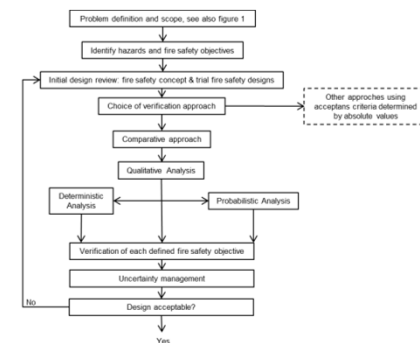 Problem definition and scope, see also figure 1
Identify hazards and fire safety objectives
Initial design review: fire safety concept & trial fire safety designs
Choice of verification approach
Other approches using
acceptans criteria determined
by absolute values
Comparative approach
Qualitative Analysis
Deterministic
Analysis
Probabilistic Analysis
Verification of each defined fire safety objective
Uncertainty management
No
Design acceptable?
Yes